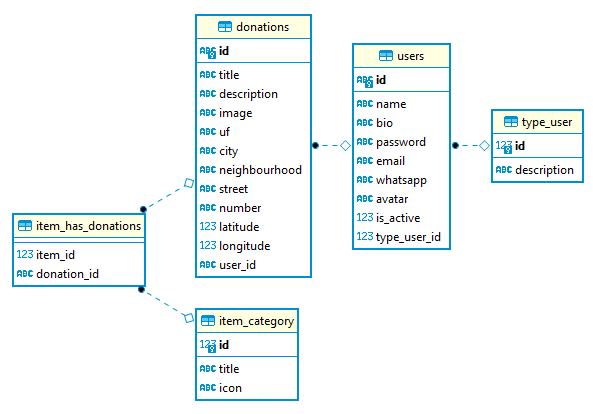 donations
ABC id
ABC title
ABC description
ABC image
ABC uf
ABC city
ABC neighbourhood
ABC street
ABC number
123 latitude
123 longitude
ABC user_id
users
ABC id
ABC name
ABC bio
ABC password
ABC email
ABC whatsapp
ABC avatar
123 is_active
123 type_user_id
type_user
123 id
ABC description
item_has_donations
123 item_id
ABC donation_id
item_category
123 id
ABC title
ABC icon